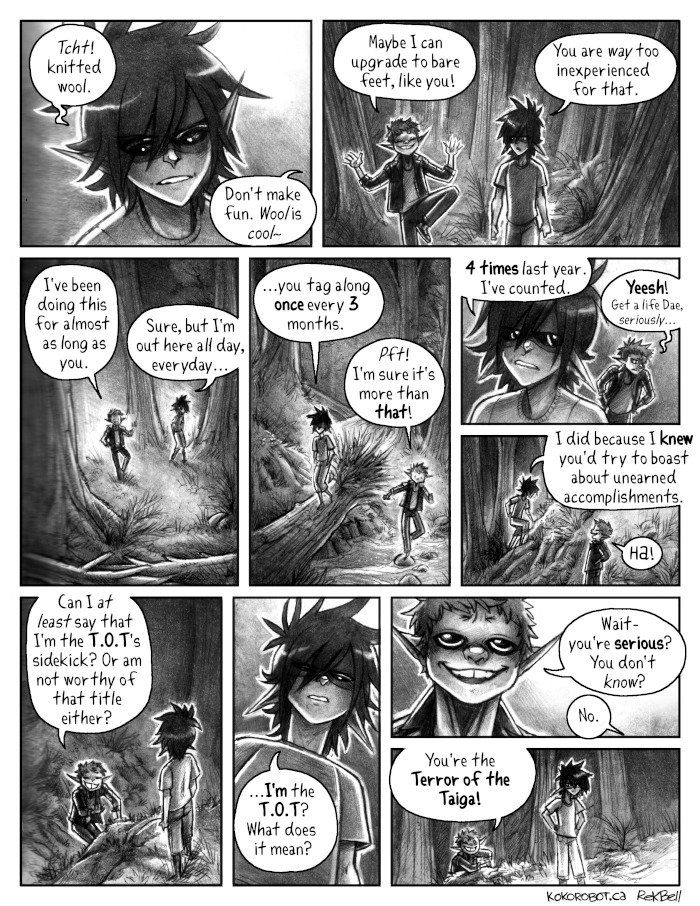 Tcht!
knitted
wool.
Don't make
fun. Wool is
cool~
Maybe I can
upgrade to bare
feet, like you!
You are way too
inexperienced
for that.
I've been
doing this
for almost
as long as
you.
Sure, but I'm
out here all day,
everyday...
...you tag along
once every 3
months.
Pft!
I'm sure it's
more than
that!
4 times last year.
I've counted.
Yeesh!
Get a life Dae,
seriously...
I did because I knew
you'd try to boast
about unearned
accomplishments.
Ha!
Can I at
least say that
I'm the T.O.T's
sidekick? Or am
not worthy of
that title
either?
...I'm the
T.O.T?
What does
it mean?
Wait-
you're serious?
You don't
know?
No.
You're the
Terror of the
Taiga!
KOKOROBOT.ca RekBell